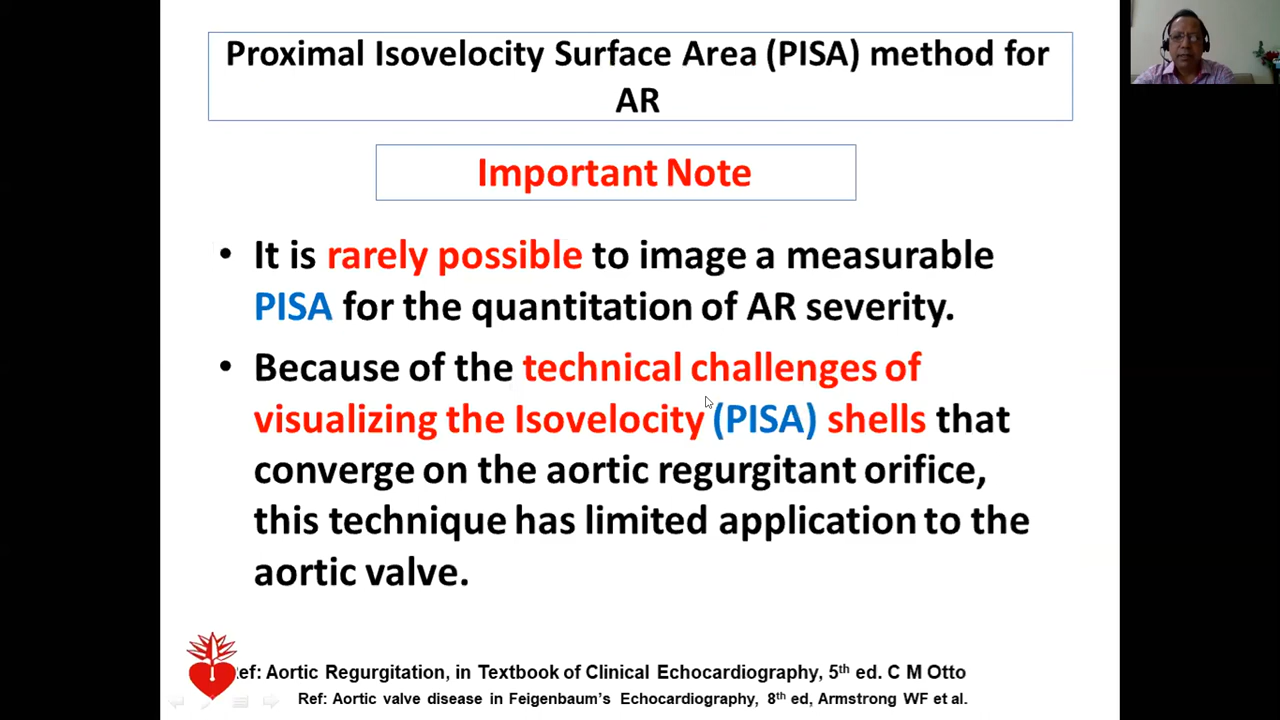 Proximal Isovelocity Surface Area (PISA) method for
AR
Important Note
• It is rarely possible to image a measurable
PISA for the quantitation of AR severity.
• Because of the technical challenges of
visualizing the Isovelocity (PISA) shells that
converge on the aortic regurgitant orifice,
this technique has limited application to the
aortic valve.
ef: Aortic Regurgitation, in Textbook of Clinical Echocardiography, 5th ed. C M Otto
Ref: Aortic valve disease in Feigenbaum's Echocardiography, 8th ed, Armstrong WF et al.